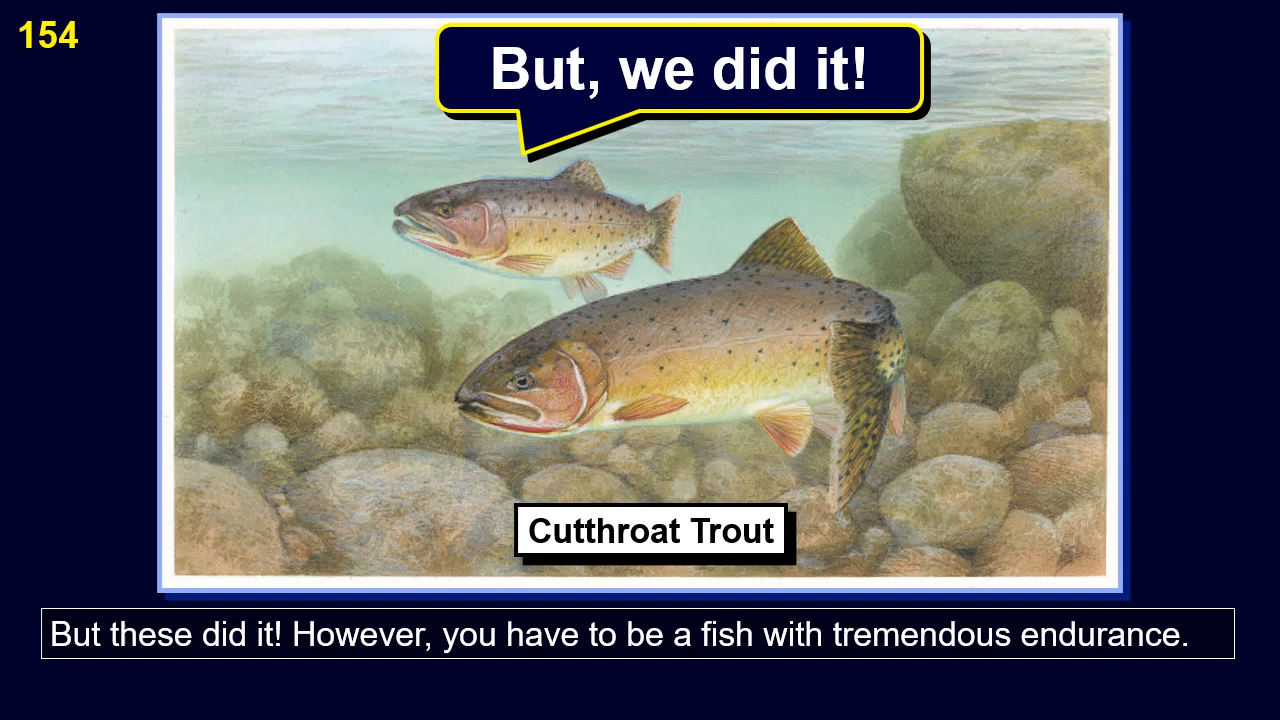 154
But, we did it!
Cutthroat Trout
But these did it! However, you have to be a fish with tremendous endurance.